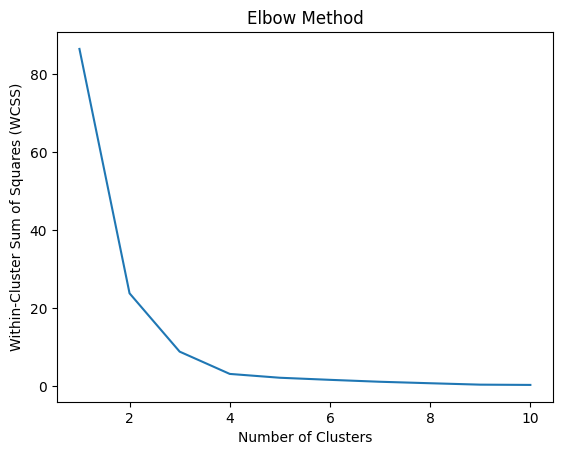 Elbow Method
Within-Cluster Sum of Squares (WCSS)
80
60
40
20
0
2 4 6 8 10
Number of Clusters